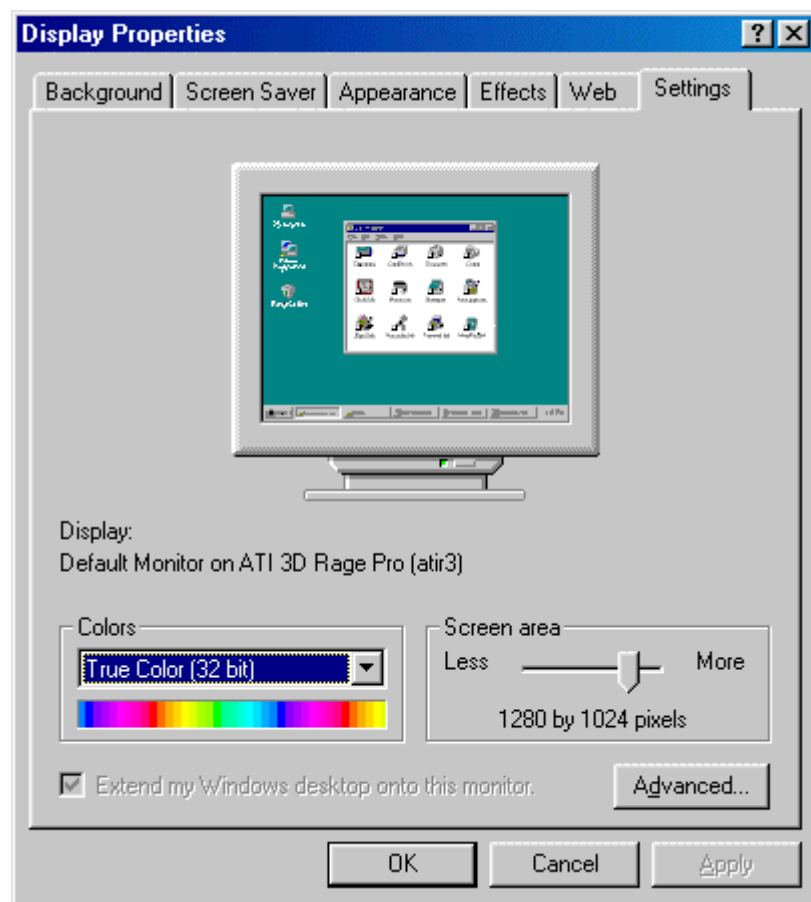 Display Properties
Background Screen Saver Appearance Effects Web Settings
Display:
Default Monitor on ATI 3D Rage Pro (atir3)
Colors
True Color (32 bit)
Screen area
Less More
1280 by 1024 pixels
Extend my Windows desktop onto this monitor.
Advanced...
OK Cancel Apply